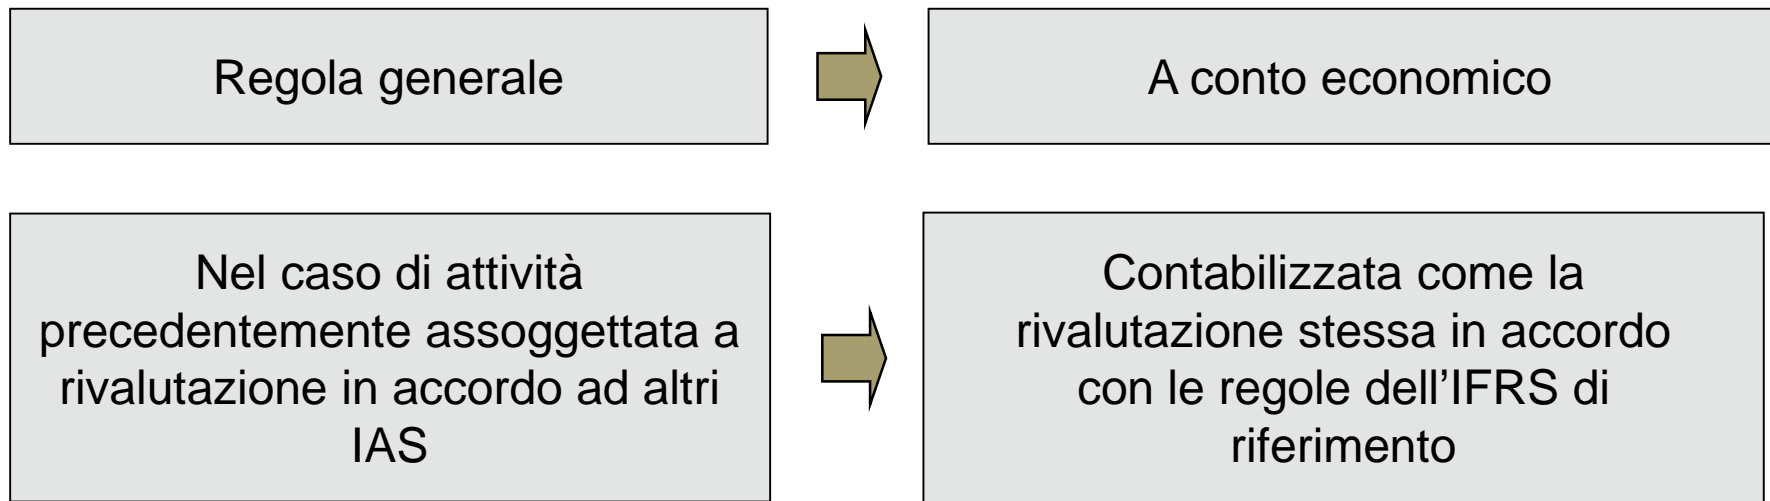 Regola generale
A conto economico
Nel caso di attività
precedentemente assoggettata a
rivalutazione in accordo ad altri
IAS
Contabilizzata come la
rivalutazione stessa in accordo
con le regole dell’IFRS di
riferimento